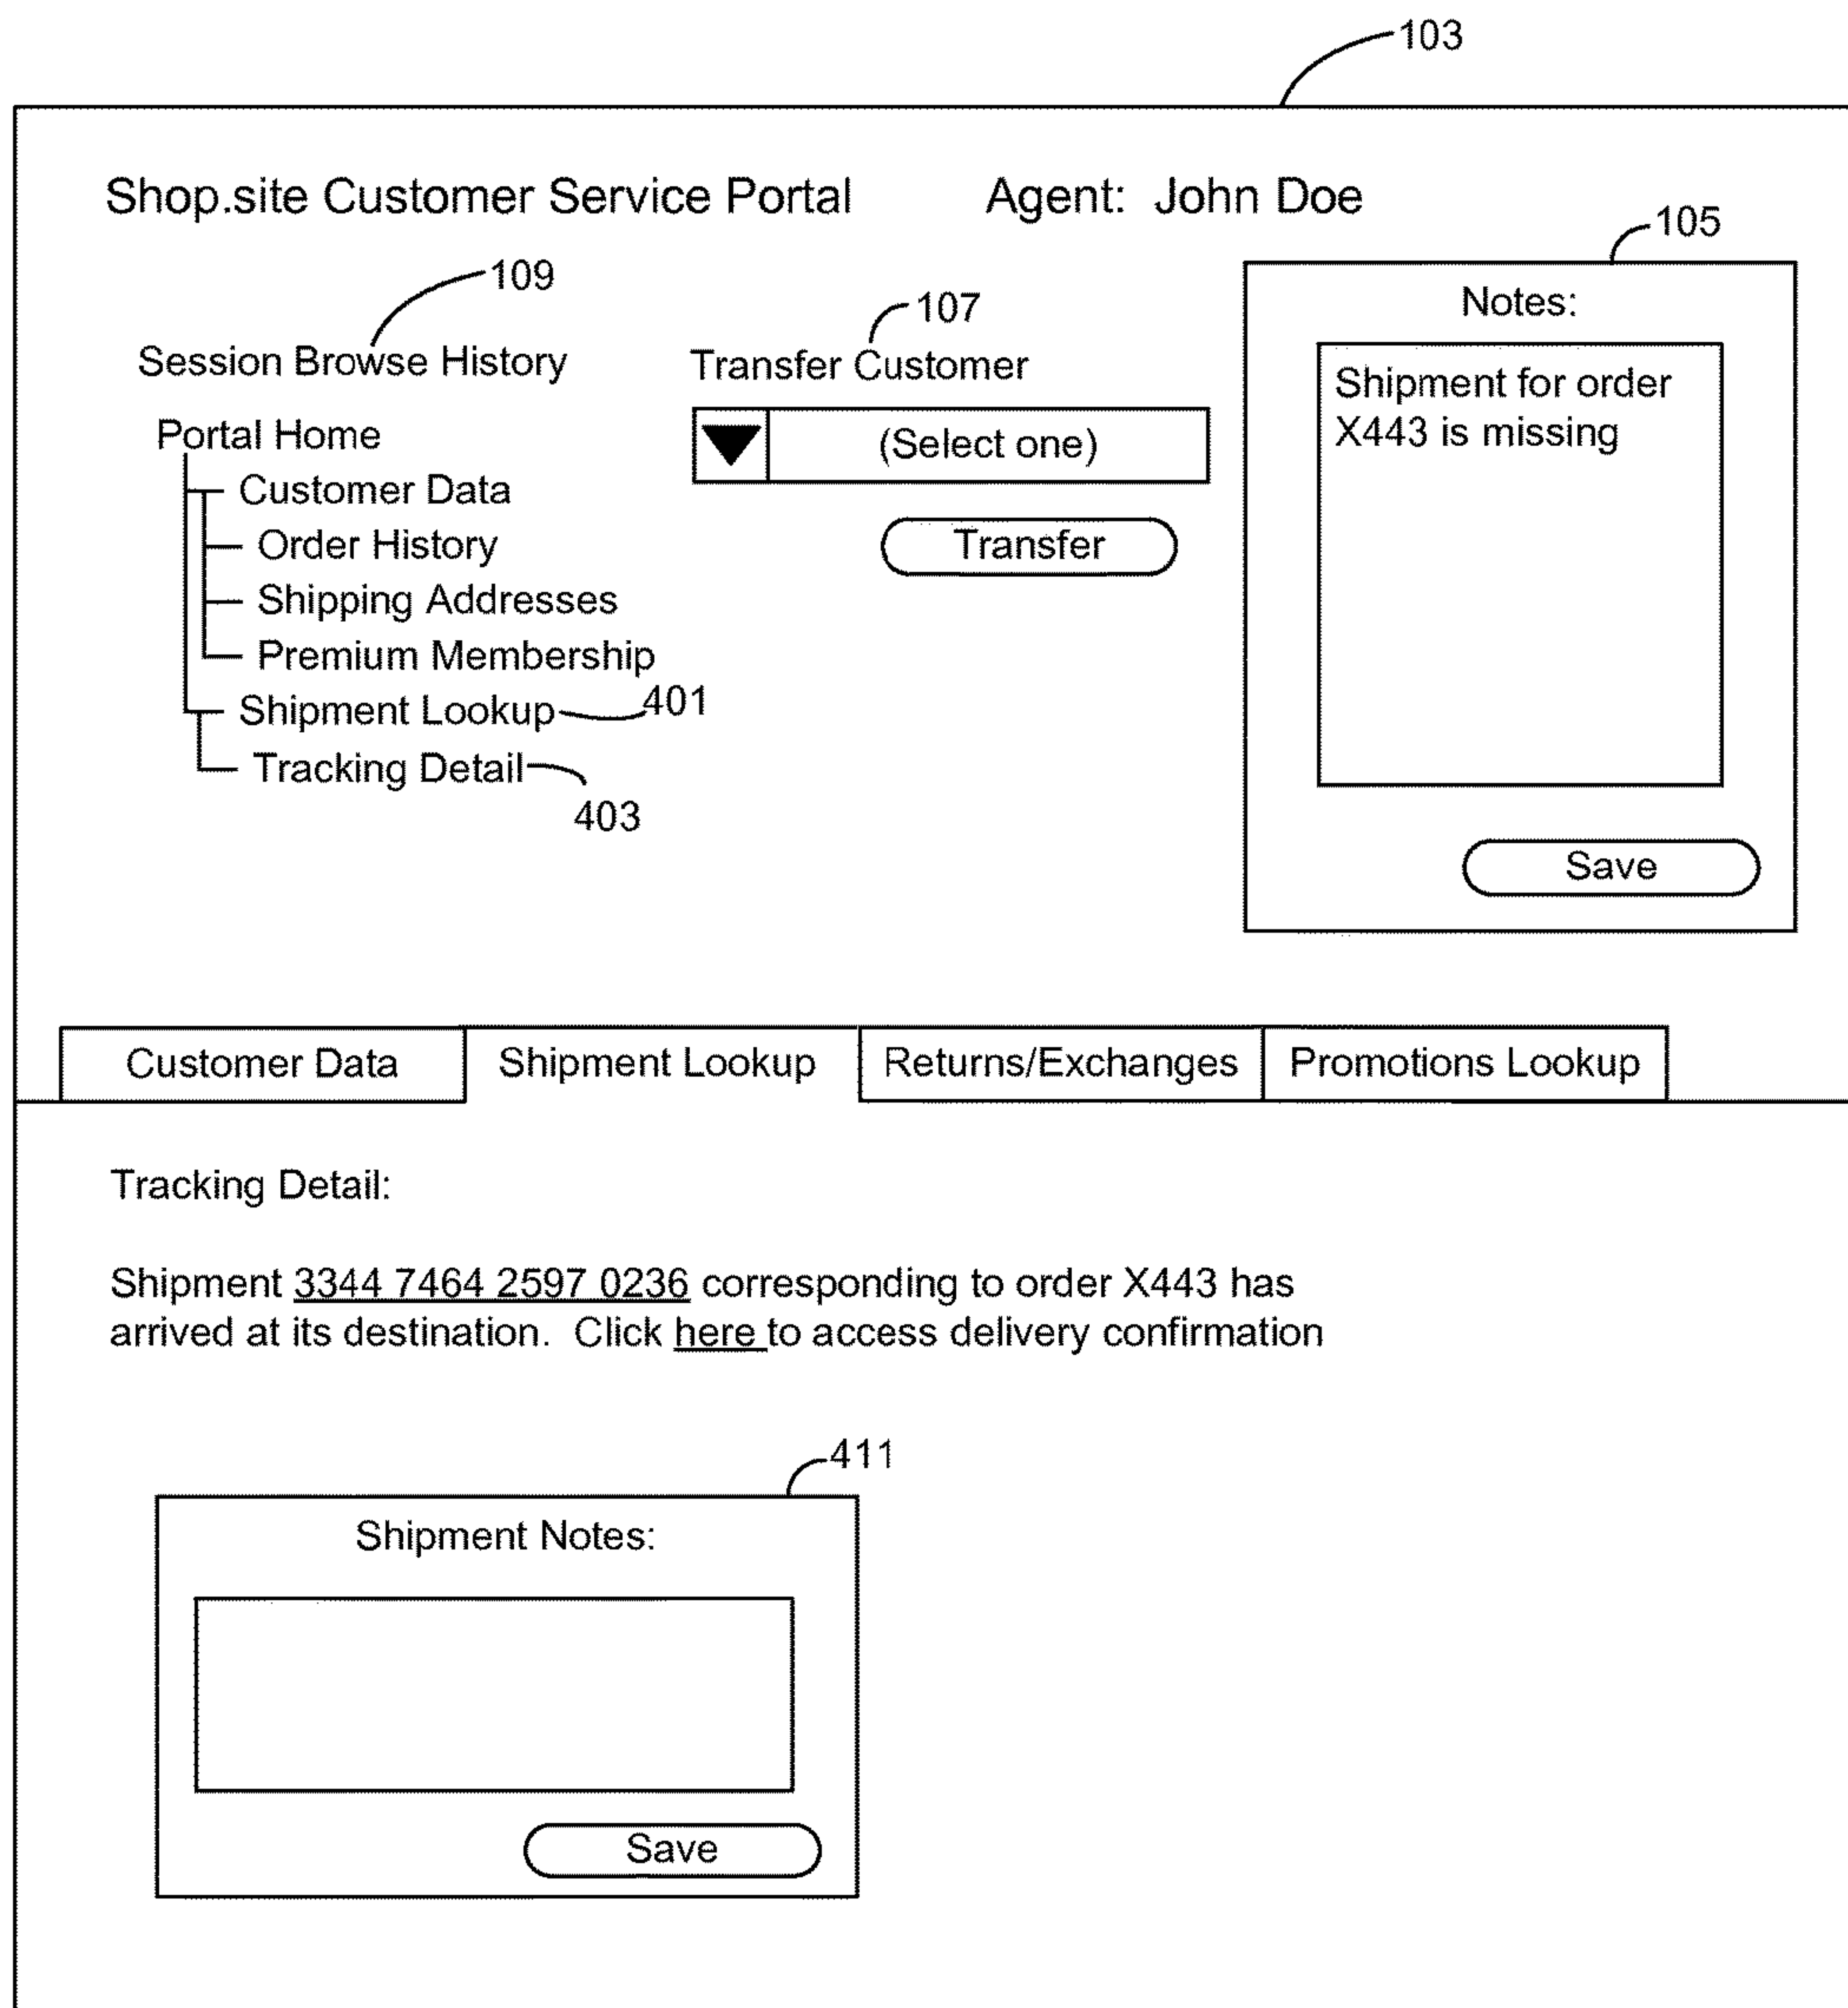 103
Shop.site Customer Service Portal Agent: John Doe
105
109
107
Notes:
Session Browse History
Transfer Customer
Shipment for order
X443 is missing
Portal Home
(Select one)
Customer Data
Order History
Transfer
Shipping Addresses
Premium Membership
Shipment Lookup
401
Tracking Detail
403
Save
Customer Data
Shipment Lookup
Returns/Exchanges
Promotions Lookup
Tracking Detail:
Shipment 3344 7464 2597 0236 corresponding to order X443 has
arrived at its destination. Click here to access delivery confirmation
411
Shipment Notes:
Save